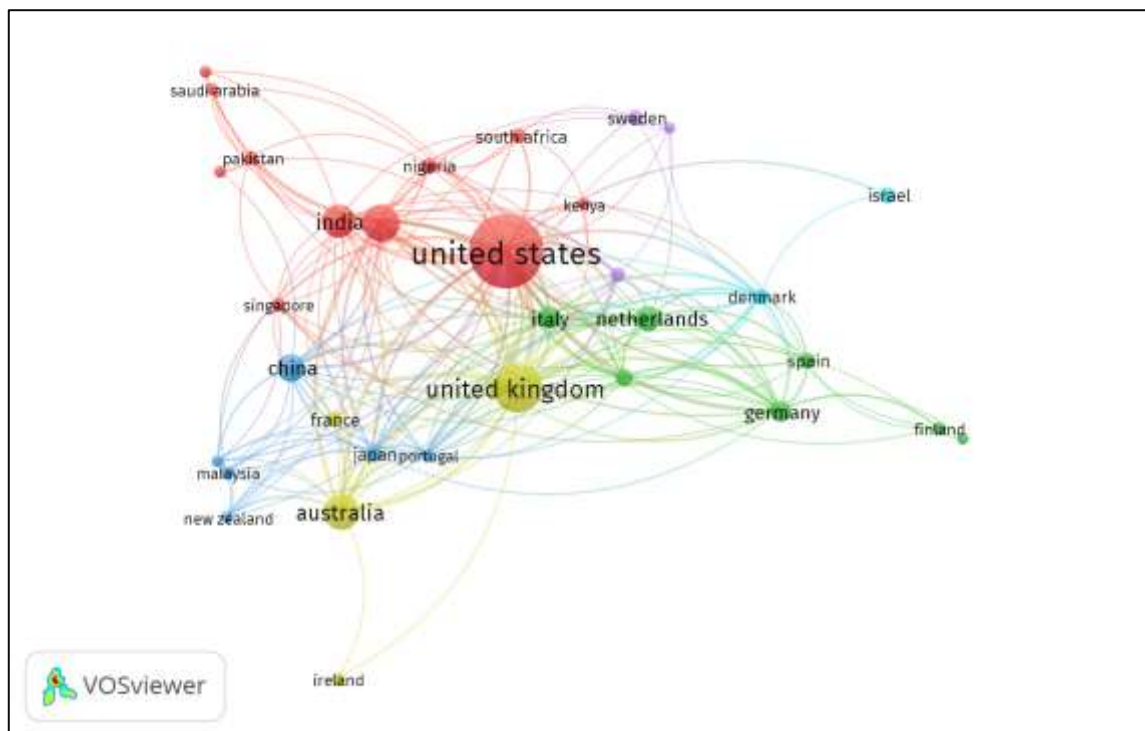 saudi arabia
sweden
south africa
pakistan
nigeria
israel
kenya
india
united states
denmark
singapore
italy
netherlands
spain
china
united kingdom
germany
france
finland
japan
portugal
malaysia
australia
new zealand
ireland
VOSviewer